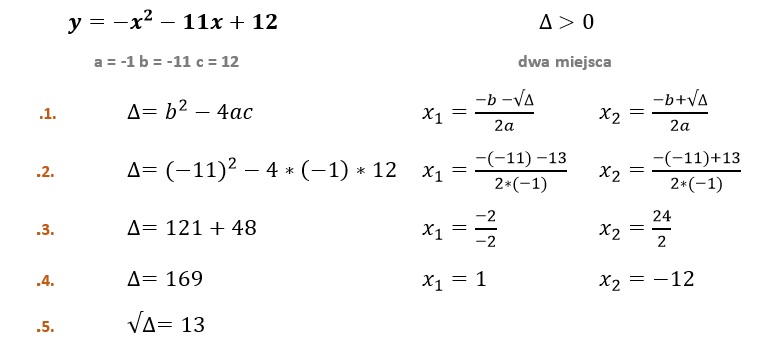 y = −x² − 11x + 12    Δ > 0
a = -1 b = -11 c = 12    dwa miejsca
.1.    Δ= b² − 4ac    x₁ = (−b −√Δ)/(2a)    x₂ = (−b+√Δ)/(2a)
.2.    Δ= (−11)² − 4 ∗ (−1) ∗ 12    x₁ = (−(−11) −13)/(2∗(−1))    x₂ = (−(−11)+13)/(2∗(−1))
.3.    Δ= 121 + 48    x₁ = (−2)/(−2)    x₂ = 24/2
.4.    Δ= 169    x₁ = 1    x₂ = −12
.5.    √Δ= 13